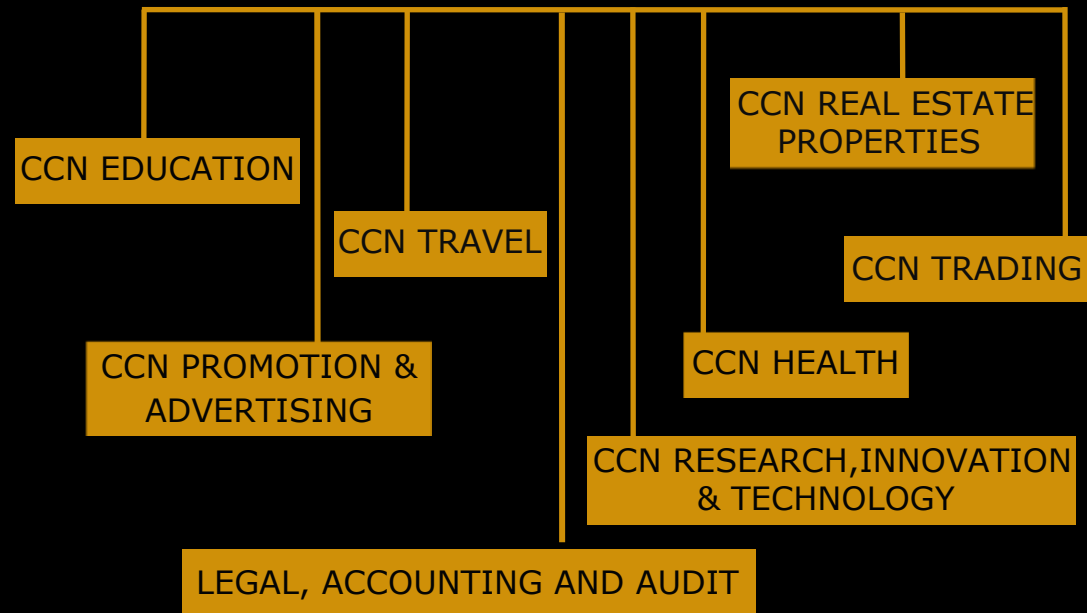 CCN REAL ESTATE
PROPERTIES
CCN EDUCATION
CCN TRAVEL
CCN TRADING
CCN PROMOTION &
ADVERTISING
CCN HEALTH
CCN RESEARCH,INNOVATION
& TECHNOLOGY
LEGAL, ACCOUNTING AND AUDIT